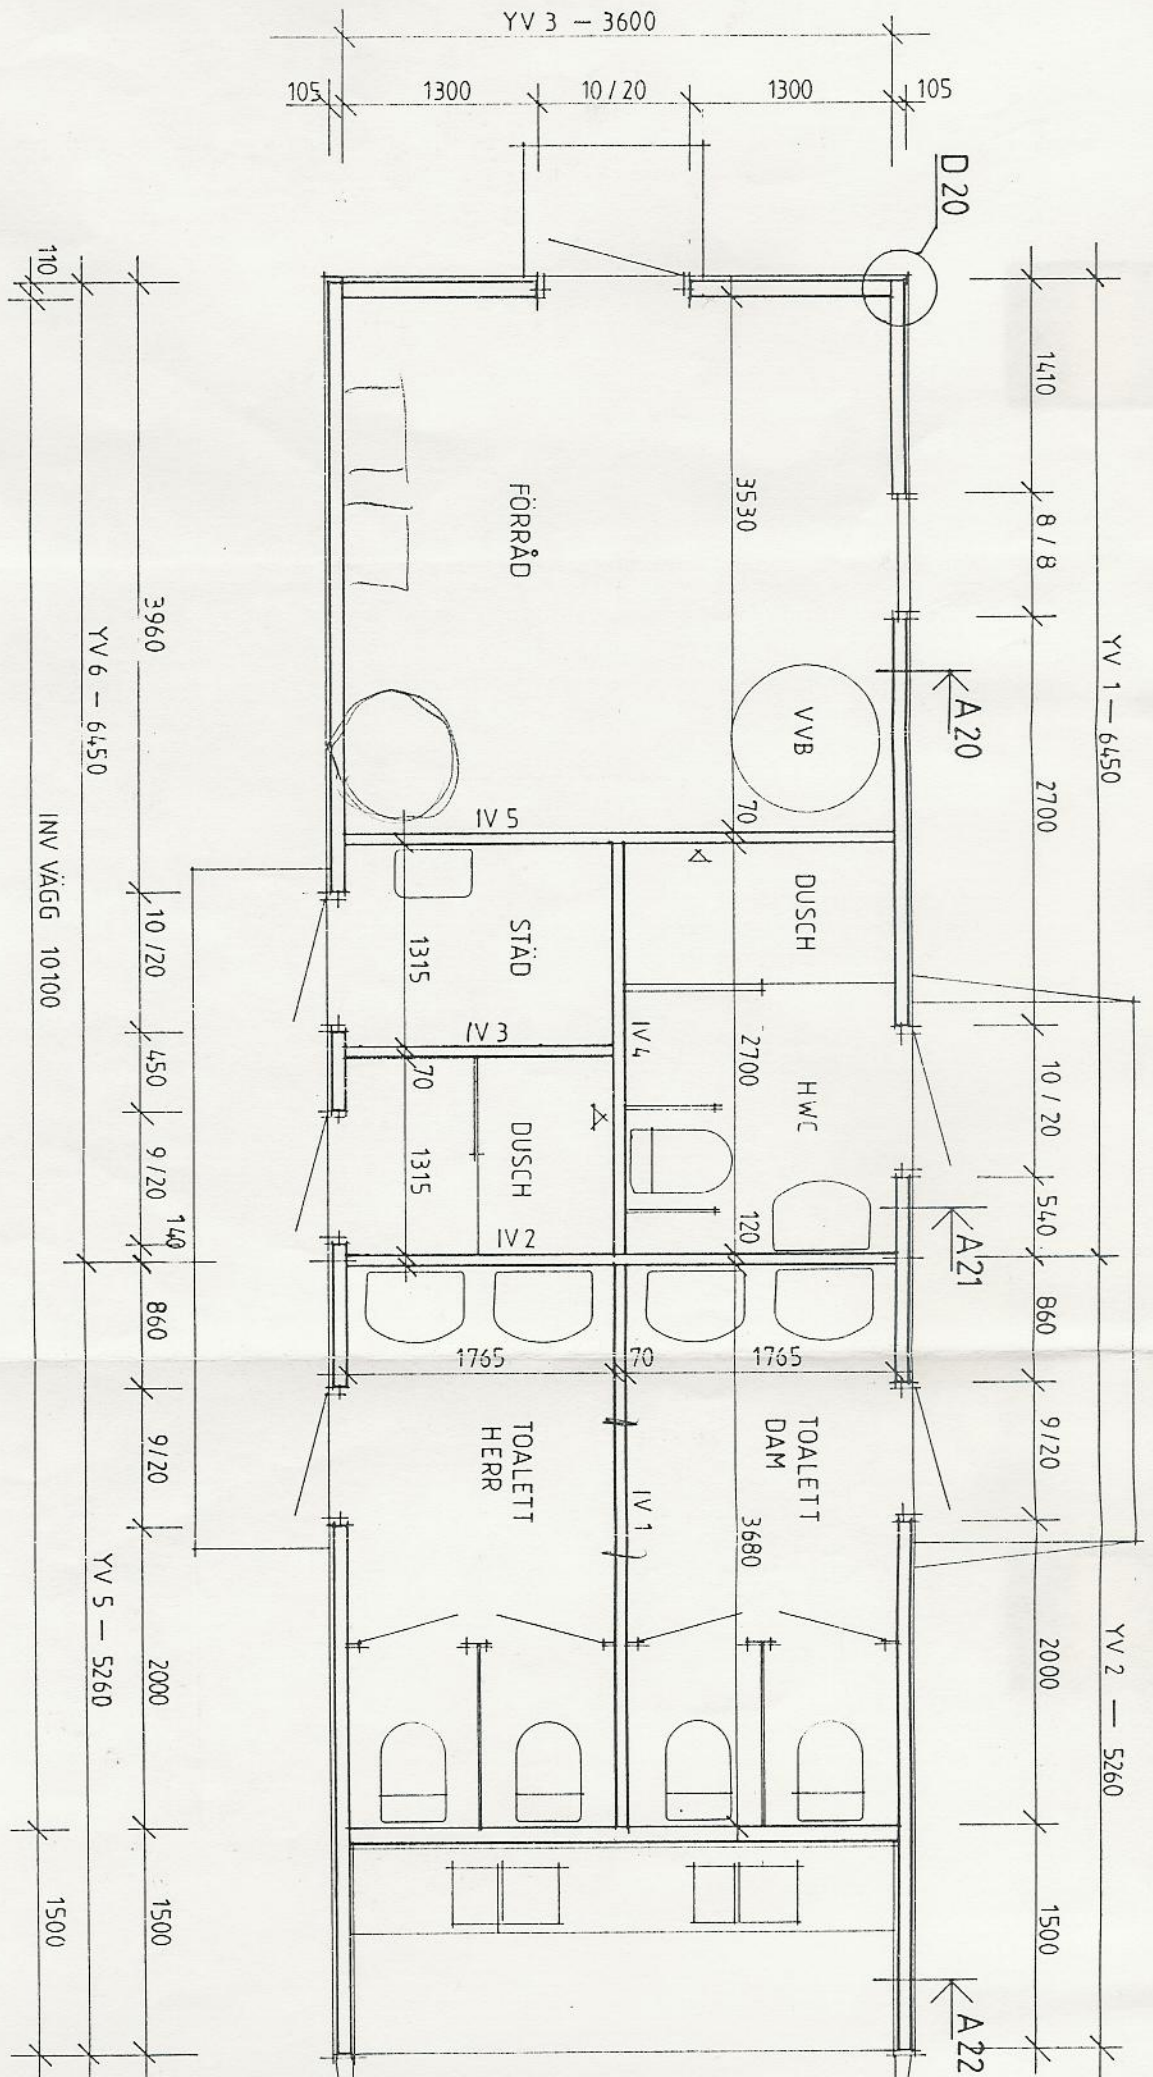 YV 3 – 3600
105
1300
10 / 20
1300
105
D 20
YV 1 – 6450
YV 2 – 5260
1410
8 / 8
2700
10 / 20
540
860
9/20
2000
1500
A 20
A 21
A 22
VVB
DUSCH
HWC
TOALETT
DAM
3530
70
2700
120
3680
IV 4
IV 1
1765
70
1765
FÖRRÅD
IV 5
STÄD
IV 3
DUSCH
IV 2
TOALETT
HERR
1315
70
1315
3960
10 /20
450
9/20
140
860
9/20
2000
1500
YV 6 – 6450
YV 5 – 5260
110
INV VÄGG 10100
1500